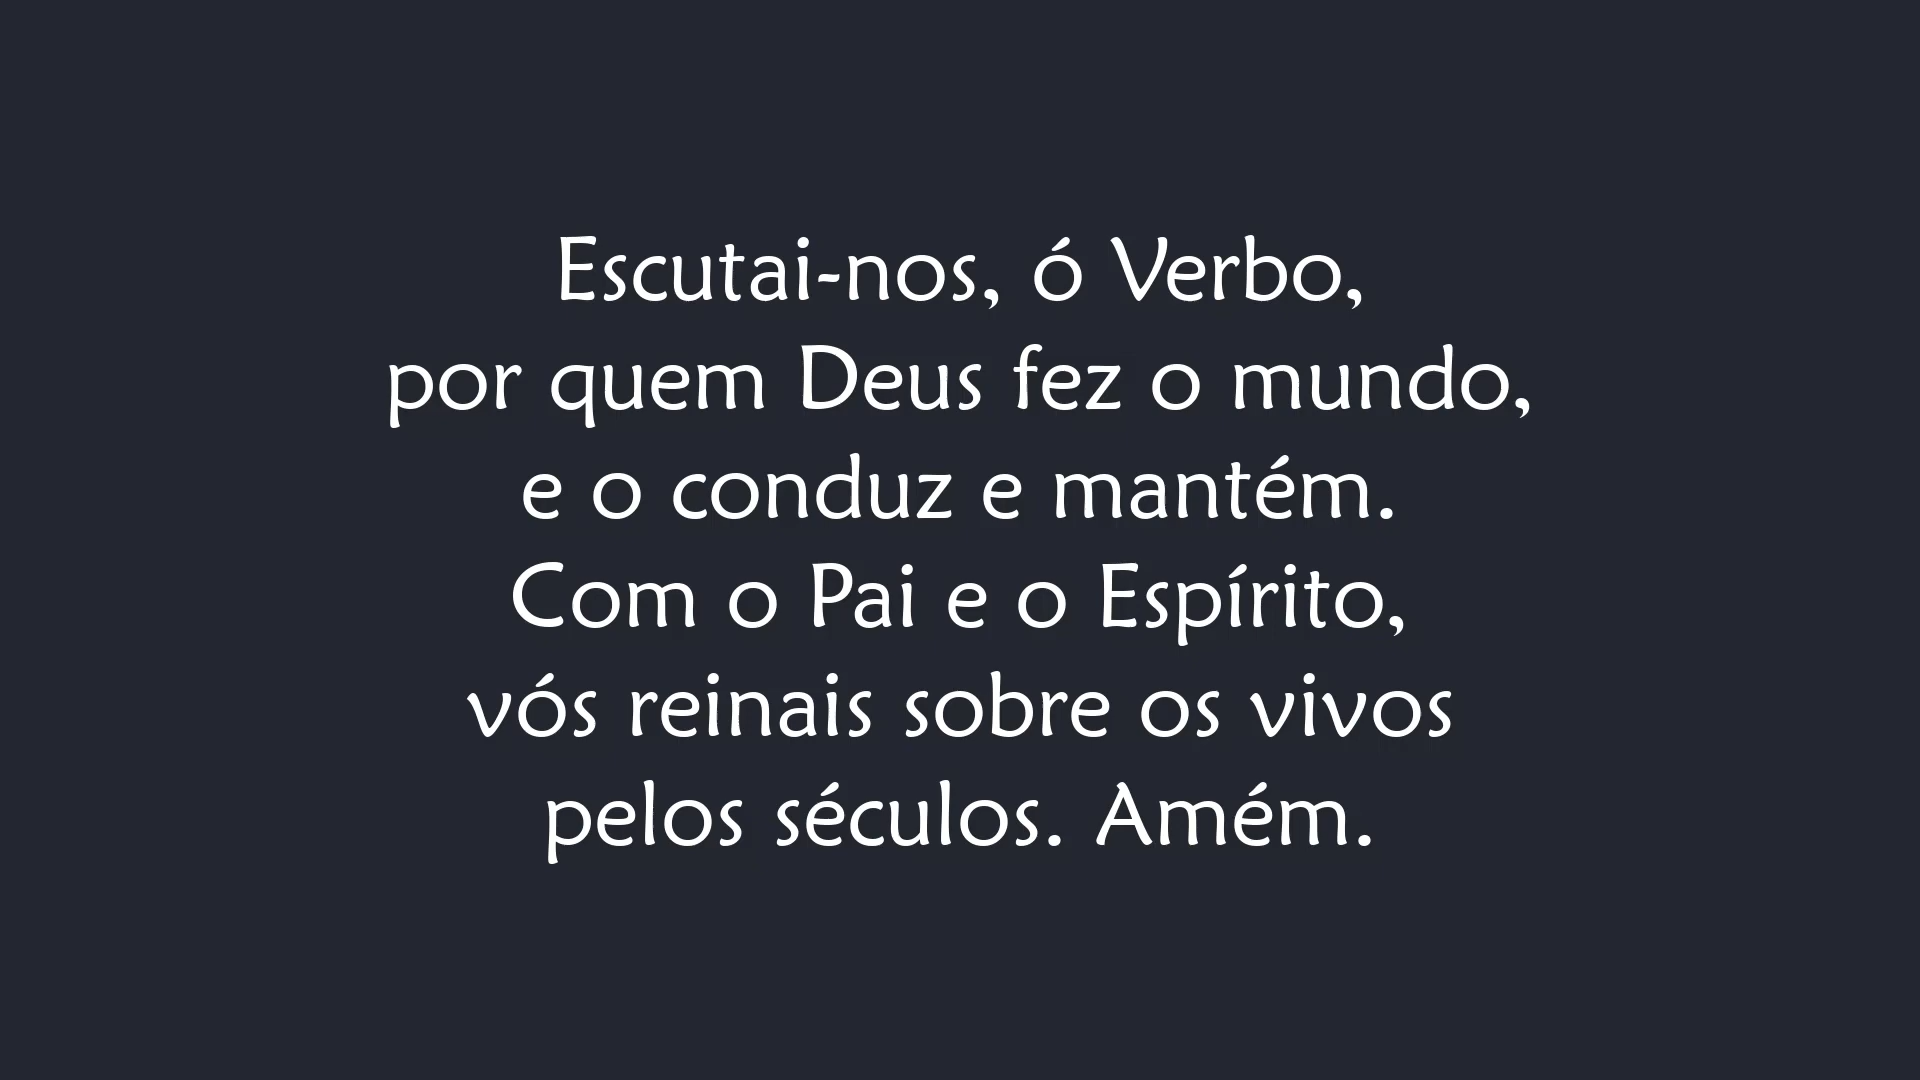 Escutai-nos, ó Verbo,
por quem Deus fez o mundo,
e o conduz e mantém.
Com o Pai e o Espírito,
vós reinais sobre os vivos
pelos séculos. Amém.